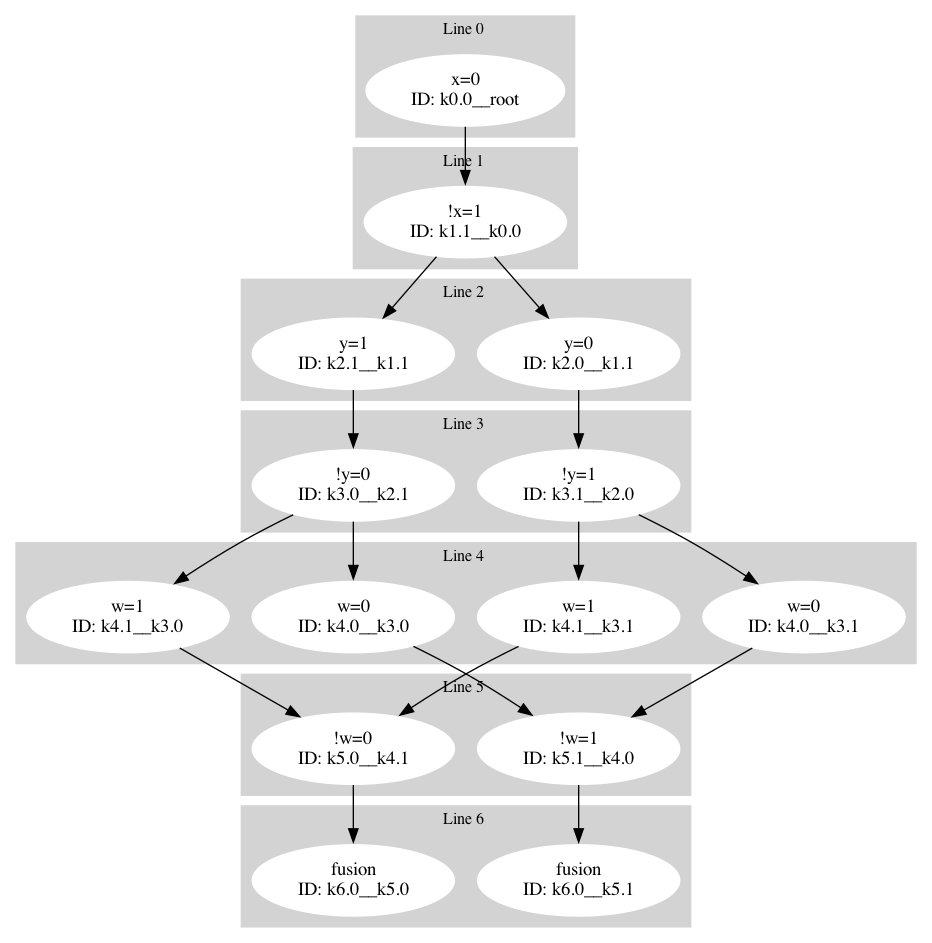 Line 0
x=0
ID: k0.0__root
Line 1
!x=1
ID: k1.1__k0.0
Line 2
y=1
ID: k2.1__k1.1
y=0
ID: k2.0__k1.1
Line 3
!y=0
ID: k3.0__k2.1
!y=1
ID: k3.1__k2.0
Line 4
w=1
ID: k4.1__k3.0
w=0
ID: k4.0__k3.0
w=1
ID: k4.1__k3.1
w=0
ID: k4.0__k3.1
Line 5
!w=0
ID: k5.0__k4.1
!w=1
ID: k5.1__k4.0
Line 6
fusion
ID: k6.0__k5.0
fusion
ID: k6.0__k5.1